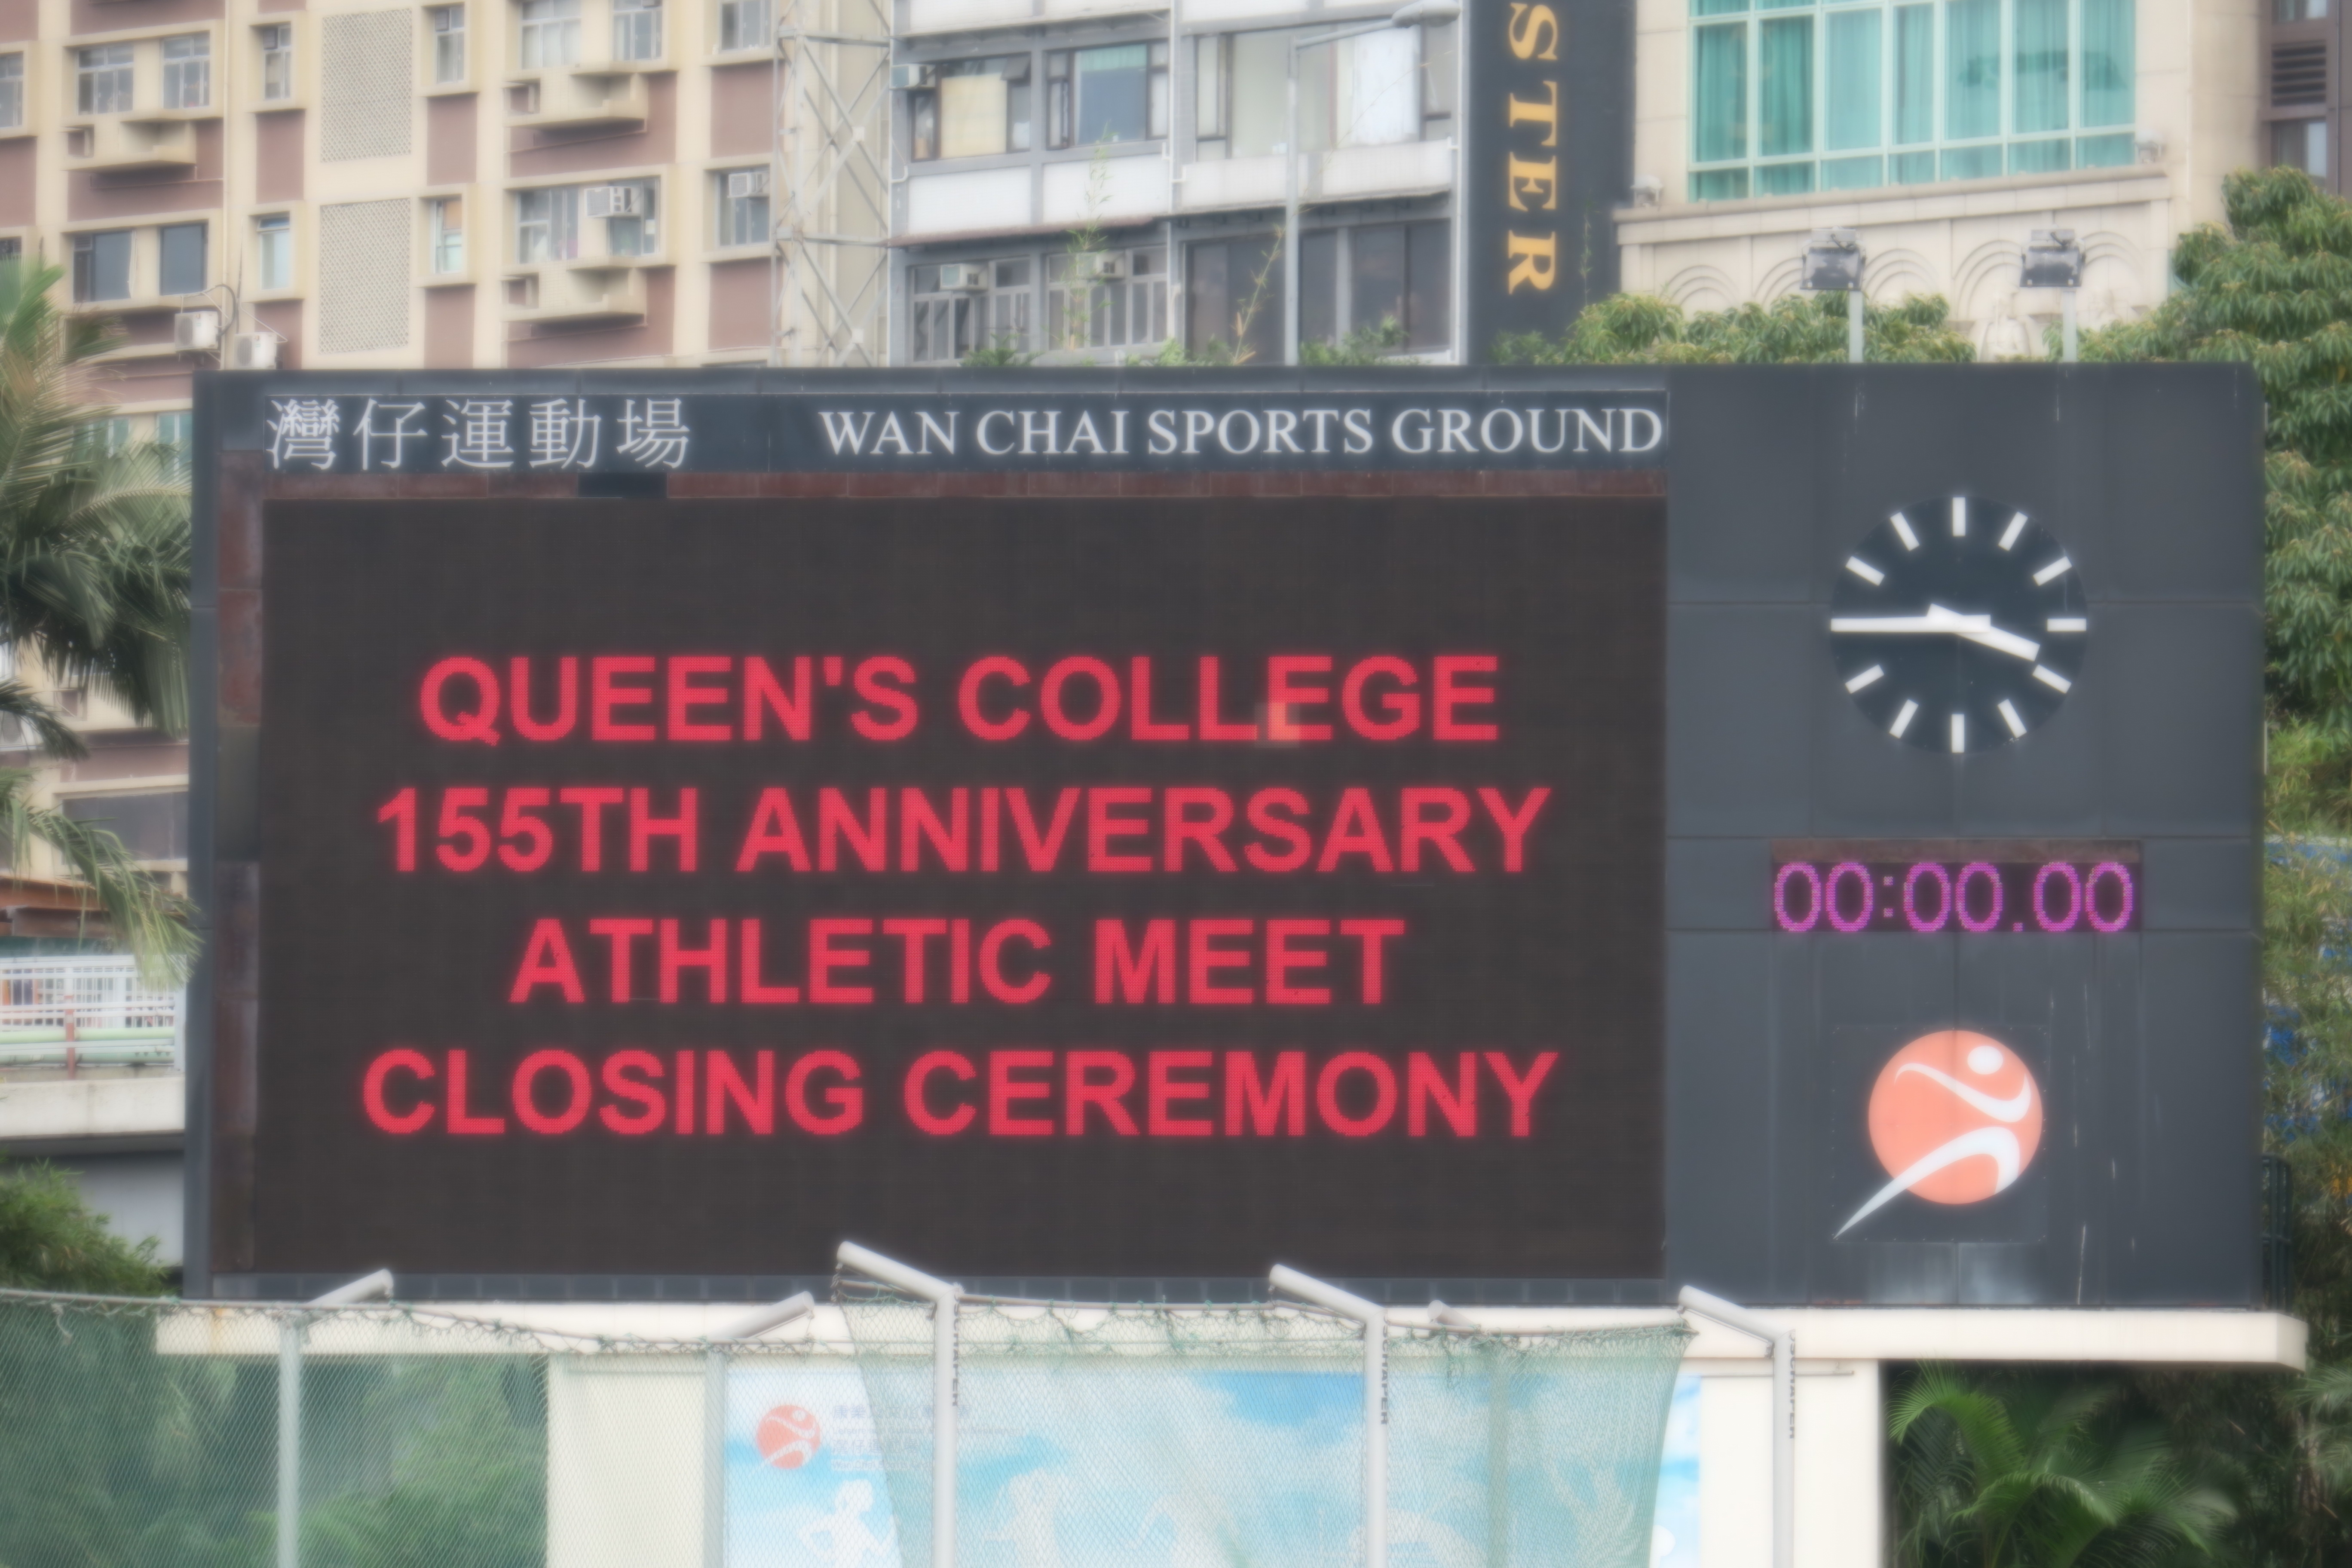 STER
灣仔運動場 WAN CHAI SPORTS GROUND
QUEEN'S COLLEGE
155TH ANNIVERSARY
ATHLETIC MEET
CLOSING CEREMONY
00:00.00